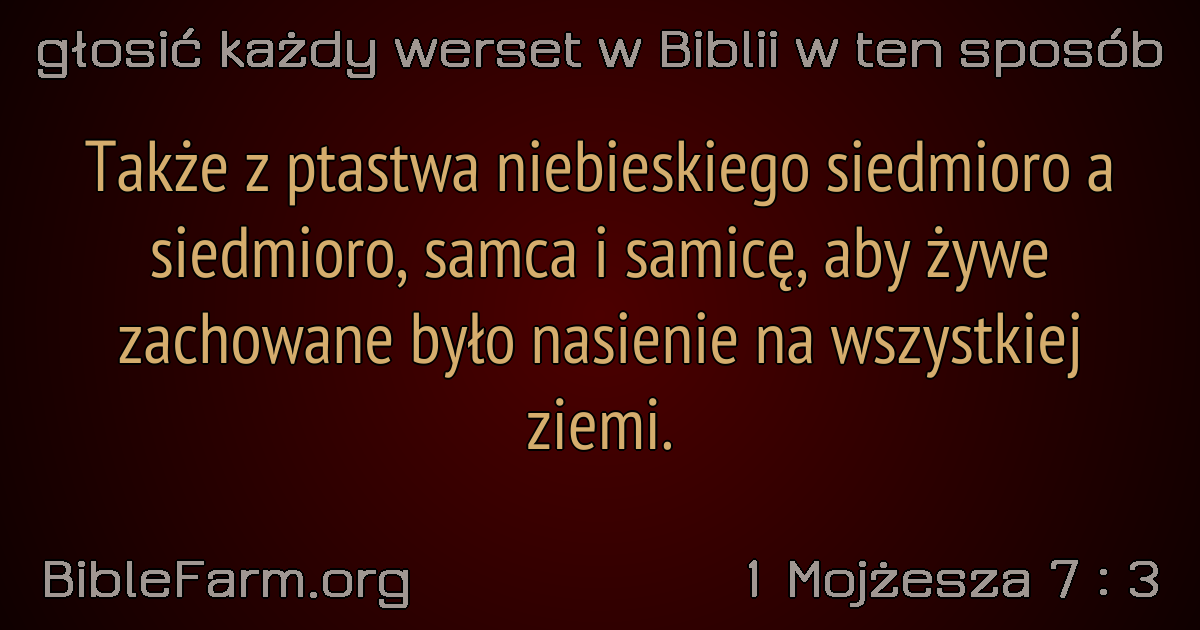 głosić każdy werset w Biblii w ten sposób
Także z ptastwa niebieskiego siedmioro a
siedmioro, samca i samicę, aby żywe
zachowane było nasienie na wszystkiej
ziemi.
BibleFarm.org
1 Mojżesza 7 : 3